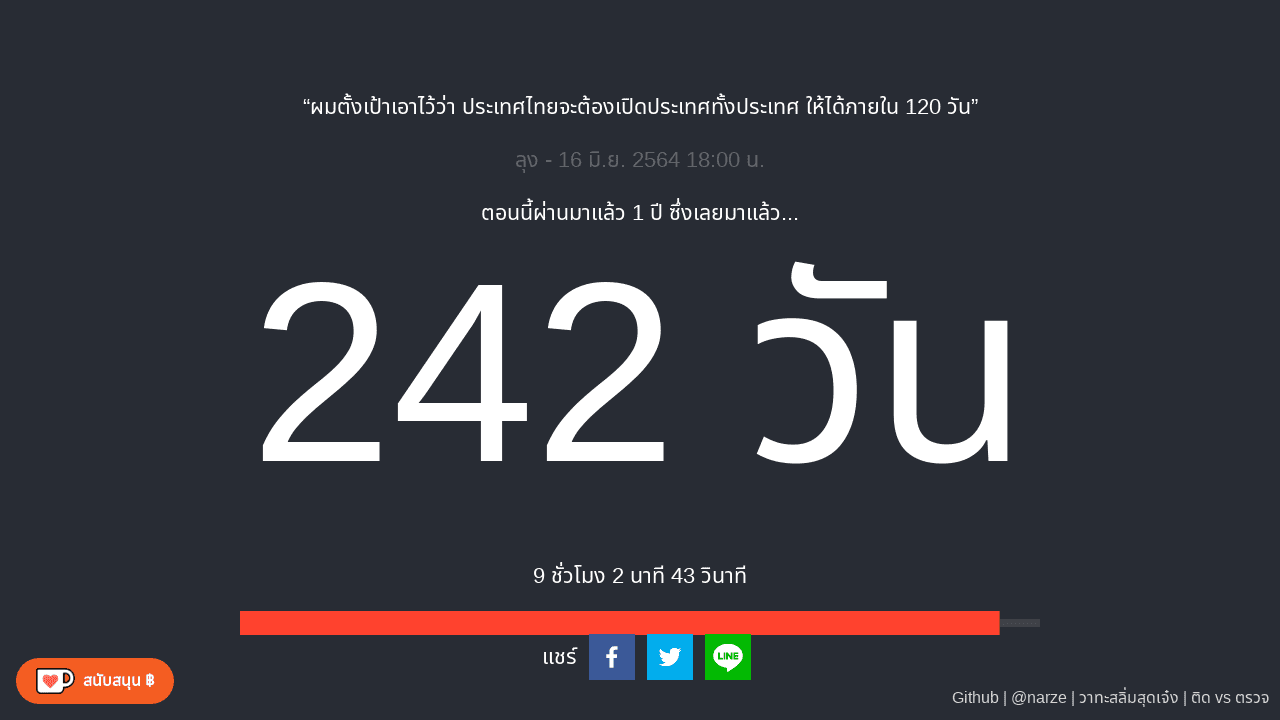 “ผมตั้งเป้าเอาไว้ว่า ประเทศไทยจะต้องเปิดประเทศทั้งประเทศ ให้ได้ภายใน 120 วัน”
ลุง - 16 มิ.ย. 2564 18:00 น.
ตอนนี้ผ่านมาแล้ว 1 ปี ซึ่งเลยมาแล้ว...
242 วัน
9 ชั่วโมง 2 นาที 43 วินาที
แชร์
LINE
สนับสนุน ฿
Github | @narze | วาทะสลิ่มสุดเจ๋ง | ติด vs ตรวจ